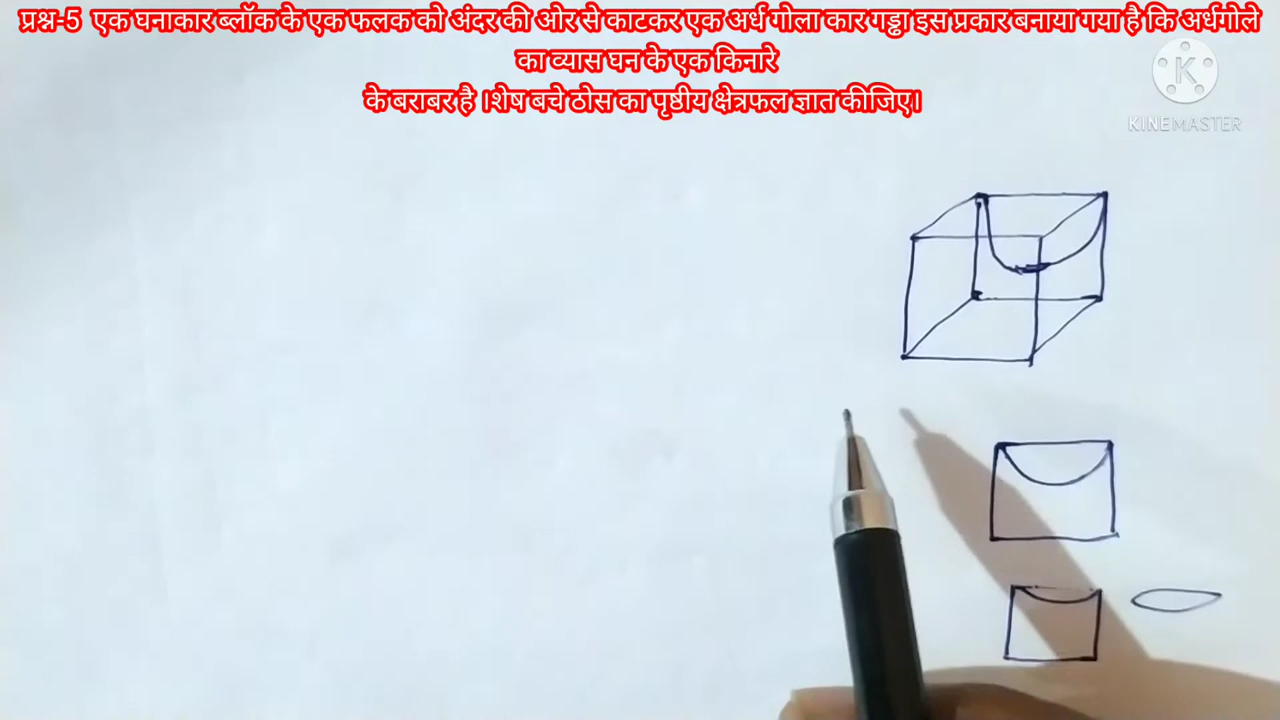 प्रश्न-5 एक घनाकार ब्लॉक के एक फलक को अंदर की ओर से काटकर एक अर्ध गोला कार गड्ढा इस प्रकार बनाया गया है कि अर्धगोले
का व्यास घन के एक किनारे
के बराबर है ।शेष बचे ठोस का पृष्ठीय क्षेत्रफल ज्ञात कीजिए।
K
KINEMASTER